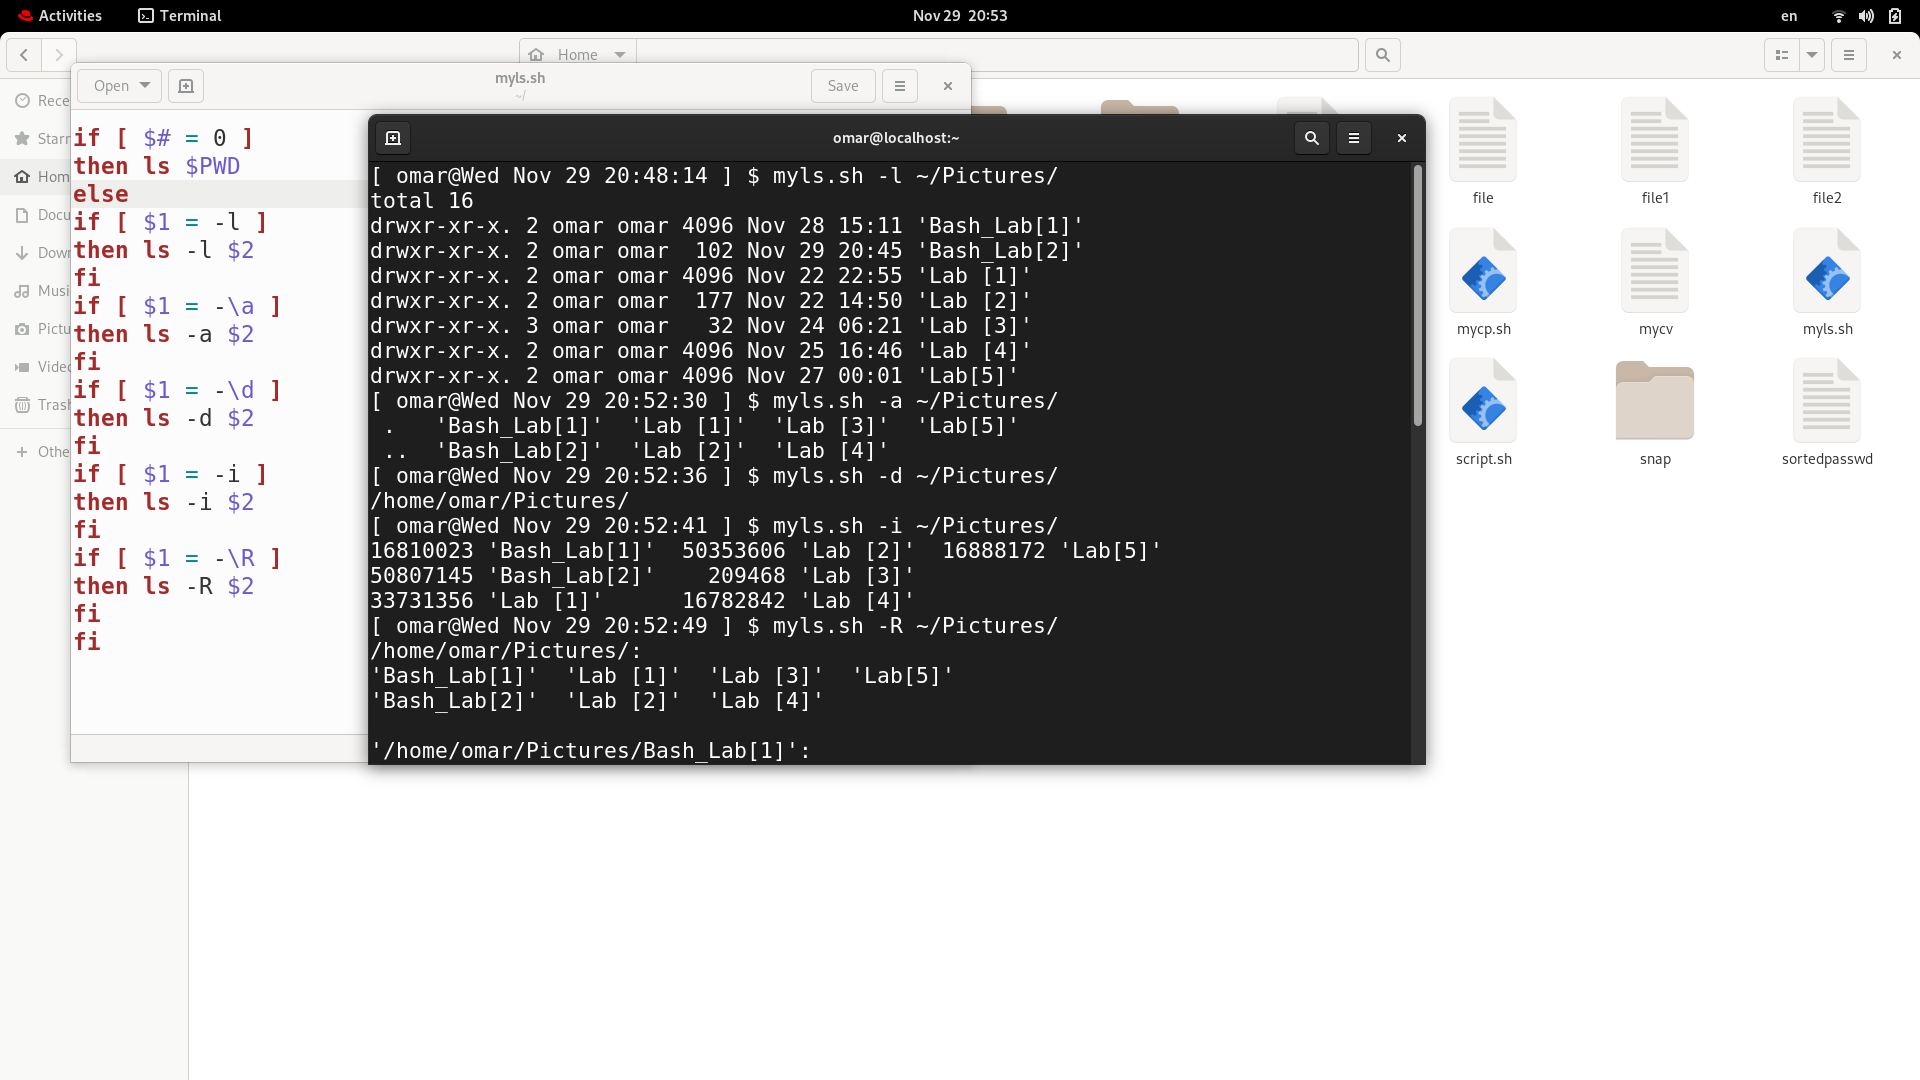 Activities
Terminal
Nov 29 20:53
en
Home
Open
myls.sh
~/
Save
Rece
Starr
Hom
Docu
Down
Musi
Pictu
Vide
Trash
Othe
if [ $# = 0 ]
then ls $PWD
else
if [ $1 = -l ]
then ls -l $2
fi
if [ $1 = -\a ]
then ls -a $2
fi
if [ $1 = -\d ]
then ls -d $2
fi
if [ $1 = -i ]
then ls -i $2
fi
if [ $1 = -\R ]
then ls -R $2
fi
fi
omar@localhost:~
[ omar@Wed Nov 29 20:48:14 ] $ myls.sh -l ~/Pictures/
total 16
drwxr-xr-x. 2 omar omar 4096 Nov 28 15:11 'Bash_Lab[1]'
drwxr-xr-x. 2 omar omar  102 Nov 29 20:45 'Bash_Lab[2]'
drwxr-xr-x. 2 omar omar 4096 Nov 22 22:55 'Lab [1]'
drwxr-xr-x. 2 omar omar  177 Nov 22 14:50 'Lab [2]'
drwxr-xr-x. 3 omar omar   32 Nov 24 06:21 'Lab [3]'
drwxr-xr-x. 2 omar omar 4096 Nov 25 16:46 'Lab [4]'
drwxr-xr-x. 2 omar omar 4096 Nov 27 00:01 'Lab[5]'
[ omar@Wed Nov 29 20:52:30 ] $ myls.sh -a ~/Pictures/
 .   'Bash_Lab[1]'  'Lab [1]'  'Lab [3]'  'Lab[5]'
 ..  'Bash_Lab[2]'  'Lab [2]'  'Lab [4]'
[ omar@Wed Nov 29 20:52:36 ] $ myls.sh -d ~/Pictures/
/home/omar/Pictures/
[ omar@Wed Nov 29 20:52:41 ] $ myls.sh -i ~/Pictures/
16810023 'Bash_Lab[1]'  50353606 'Lab [2]'  16888172 'Lab[5]'
50807145 'Bash_Lab[2]'    209468 'Lab [3]'
33731356 'Lab [1]'      16782842 'Lab [4]'
[ omar@Wed Nov 29 20:52:49 ] $ myls.sh -R ~/Pictures/
/home/omar/Pictures/:
'Bash_Lab[1]'  'Lab [1]'  'Lab [3]'  'Lab[5]'
'Bash_Lab[2]'  'Lab [2]'  'Lab [4]'
'/home/omar/Pictures/Bash_Lab[1]':
file
file1
file2
mycp.sh
mycv
myls.sh
script.sh
snap
sortedpasswd